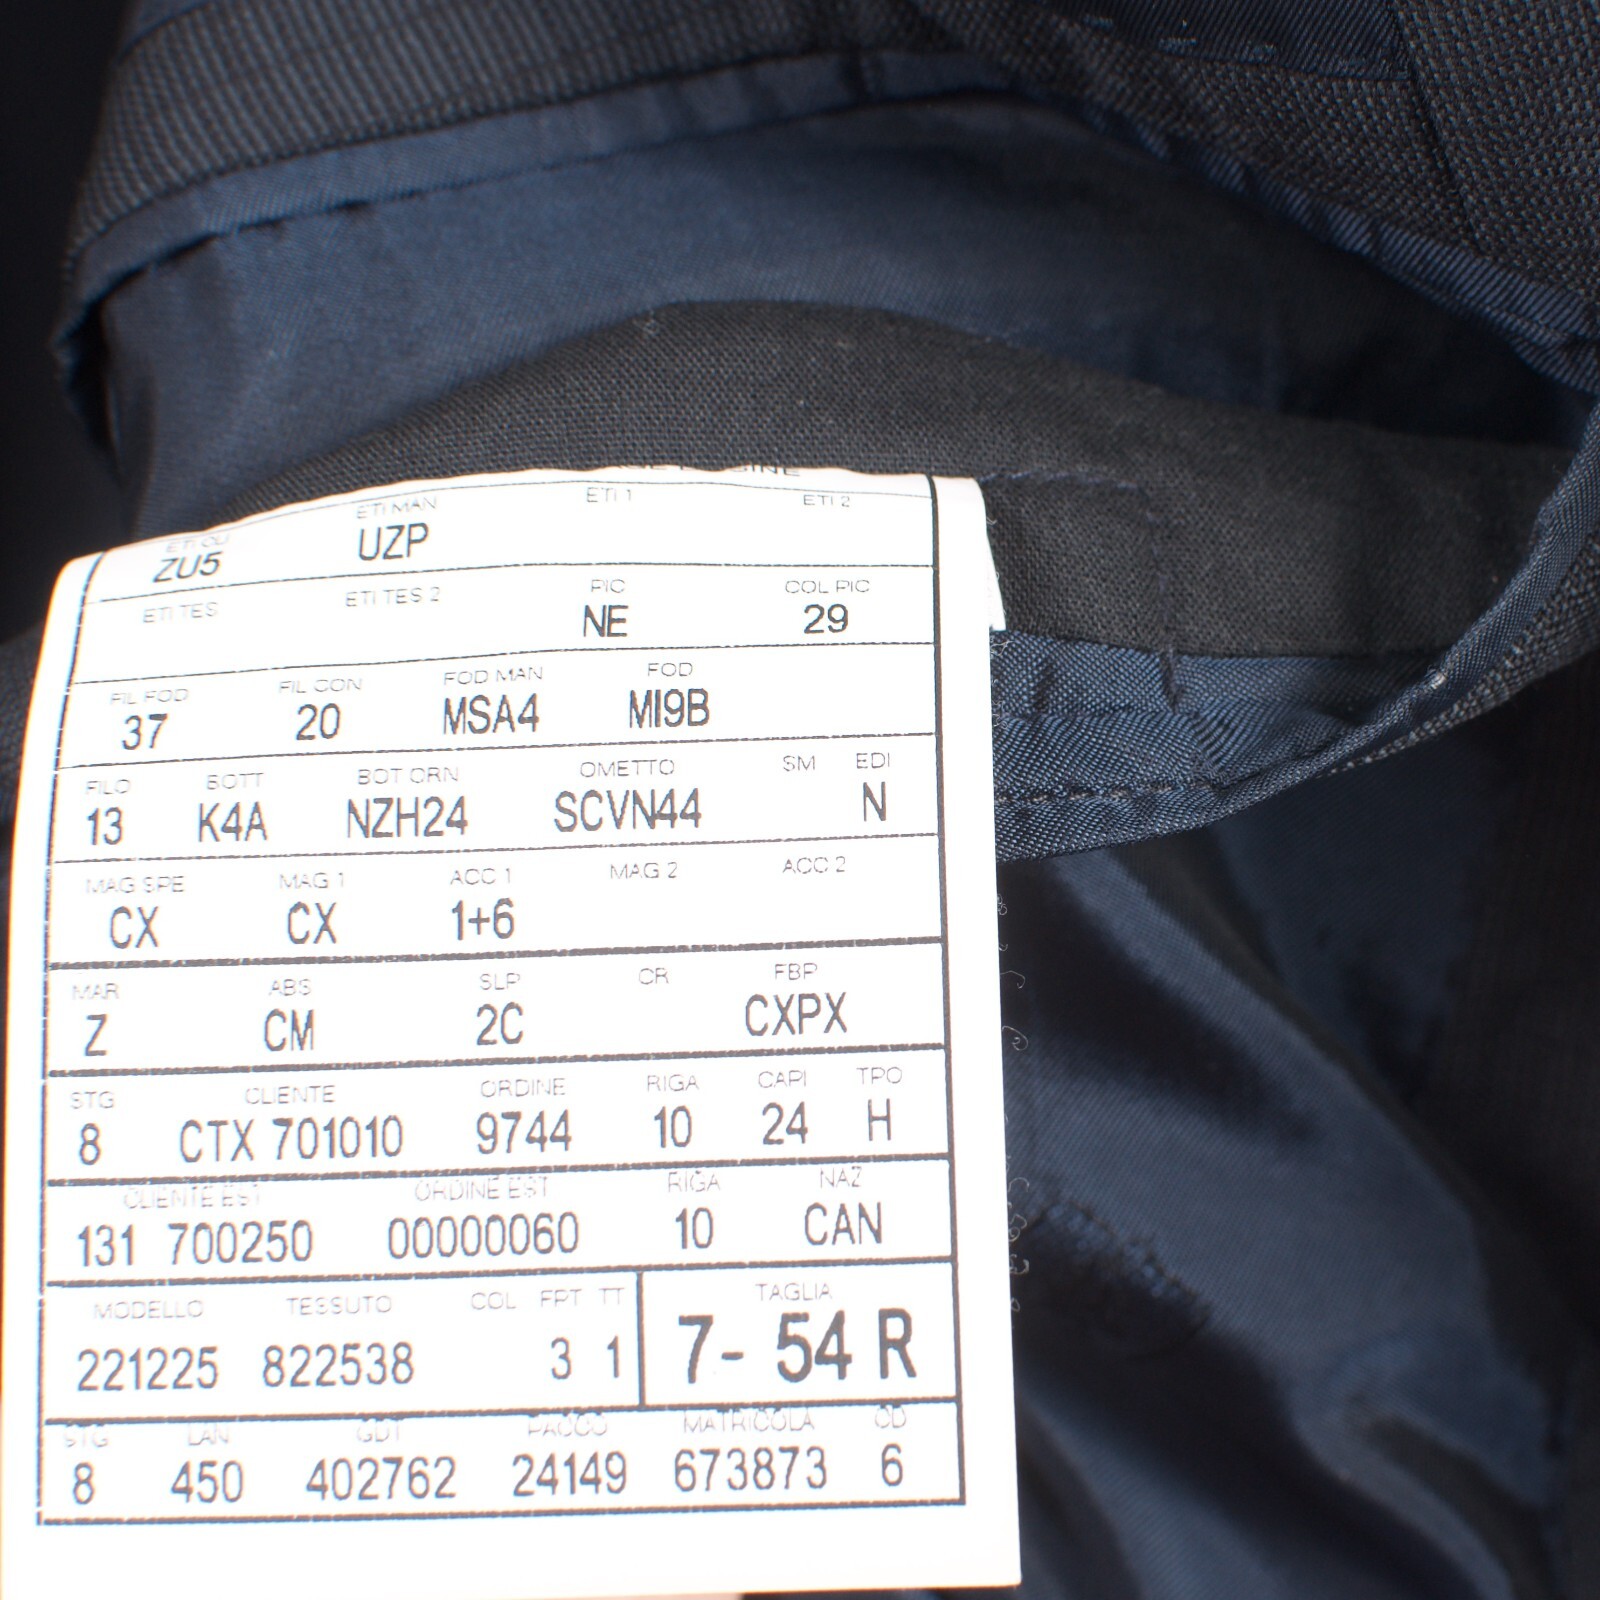 ETI MAN ETI 1 ETI 2
ZU5 UZP
ETI TES ETI TES 2 PIC COL PIC
NE 29
FIL FOD FIL CON FOD MAN FOD
37 20 MSA4 MI9B
FILO BOTT BOT ORN OMETTO SM EDI
13 K4A NZH24 SCVN44 N
MAG SPE MAG 1 ACC 1 MAG 2 ACC 2
CX CX 1+6
MAR ABS SLP CR FBP
Z CM 2C CXPX
STG CLIENTE ORDINE RIGA CAPI TPO
8 CTX 701010 9744 10 24 H
CLIENTE EST ORDINE EST RIGA NAZ
131 700250 00000060 10 CAN
MODELLO TESSUTO COL FPT TT TAGLIA
221225 822538 3 1 7- 54 R
STG LAN GDT PACCO MATRICOLA CD
8 450 402762 24149 673873 6